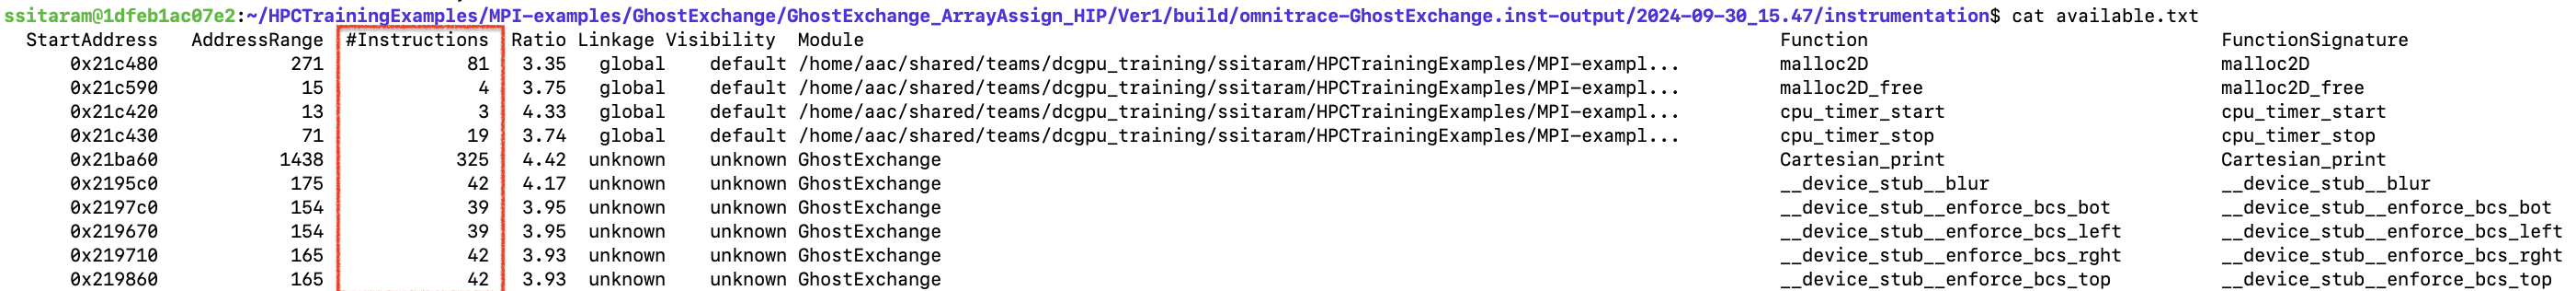 ssitaram@1dfeb1ac07e2:~/HPCTrainingExamples/MPI-examples/GhostExchange/GhostExchange_ArrayAssign_HIP/Ver1/build/omnitrace-GhostExchange.inst-output/2024-09-30_15.47/instrumentation$ cat available.txt
StartAddress AddressRange #Instructions Ratio Linkage Visibility Module Function FunctionSignature
0x21c480 271 81 3.35 global default /home/aac/shared/teams/dcgpu_training/ssitaram/HPCTrainingExamples/MPI-exampl... malloc2D malloc2D
0x21c590 15 4 3.75 global default /home/aac/shared/teams/dcgpu_training/ssitaram/HPCTrainingExamples/MPI-exampl... malloc2D_free malloc2D_free
0x21c420 13 3 4.33 global default /home/aac/shared/teams/dcgpu_training/ssitaram/HPCTrainingExamples/MPI-exampl... cpu_timer_start cpu_timer_start
0x21c430 71 19 3.74 global default /home/aac/shared/teams/dcgpu_training/ssitaram/HPCTrainingExamples/MPI-exampl... cpu_timer_stop cpu_timer_stop
0x21ba60 1438 325 4.42 unknown unknown GhostExchange Cartesian_print Cartesian_print
0x2195c0 175 42 4.17 unknown unknown GhostExchange __device_stub__blur __device_stub__blur
0x2197c0 154 39 3.95 unknown unknown GhostExchange __device_stub__enforce_bcs_bot __device_stub__enforce_bcs_bot
0x219670 154 39 3.95 unknown unknown GhostExchange __device_stub__enforce_bcs_left __device_stub__enforce_bcs_left
0x219710 165 42 3.93 unknown unknown GhostExchange __device_stub__enforce_bcs_rght __device_stub__enforce_bcs_rght
0x219860 165 42 3.93 unknown unknown GhostExchange __device_stub__enforce_bcs_top __device_stub__enforce_bcs_top